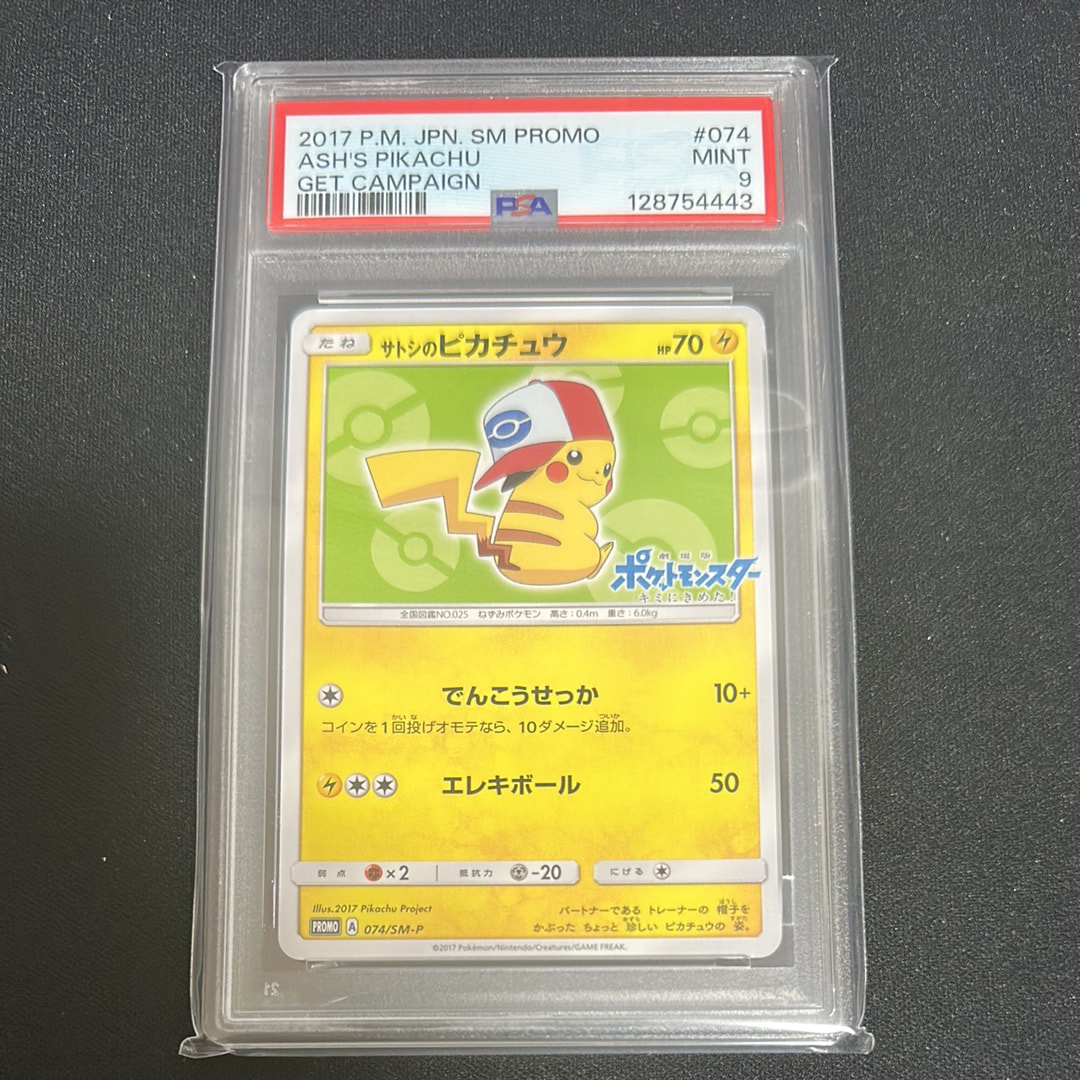 2017 P.M. JPN. SM PROMO #074
ASH'S PIKACHU MINT
GET CAMPAIGN 9
PSA 128754443
たね サトシのピカチュウ HP70
劇場版
ポケットモンスター
キミにきめた!
全国図鑑NO.025 ねずみポケモン 高さ:0.4m 重さ:6.0kg
でんこうせっか 10+
コインを1回投げオモテなら、10ダメージ追加。
エレキボール 50
弱点 ×2 抵抗力 -20 にげる
Illus.2017 Pikachu Project
パートナーである トレーナーの 帽子を
かぶった ちょっと 珍しい ピカチュウの 姿。
PROMO A 074/SM-P
©2017 Pokémon/Nintendo/Creatures/GAME FREAK.
21